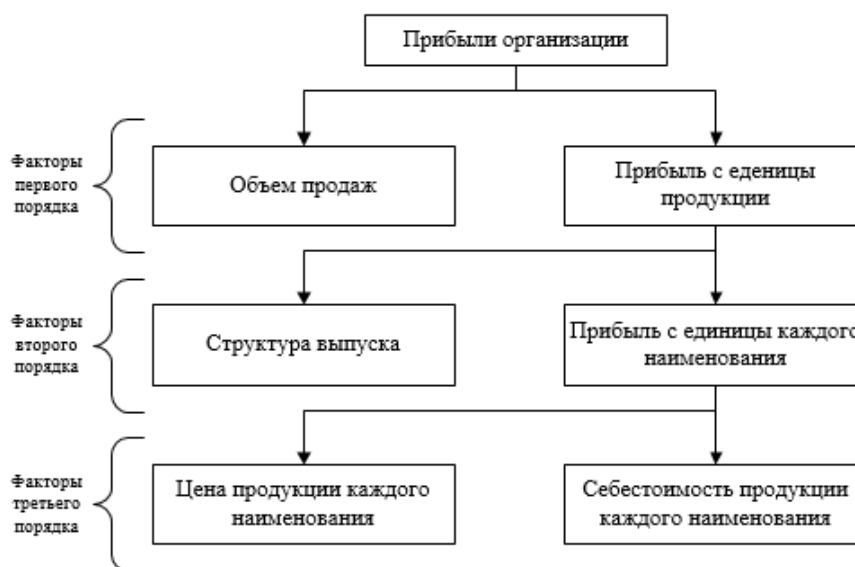 Прибыли организации
Факторы
первого
порядка
Объем продаж
Прибыль с еденицы
продукции
Факторы
второго
порядка
Структура выпуска
Прибыль с единицы каждого
наименования
Факторы
третьего
порядка
Цена продукции каждого
наименования
Себестоимость продукции
каждого наименования